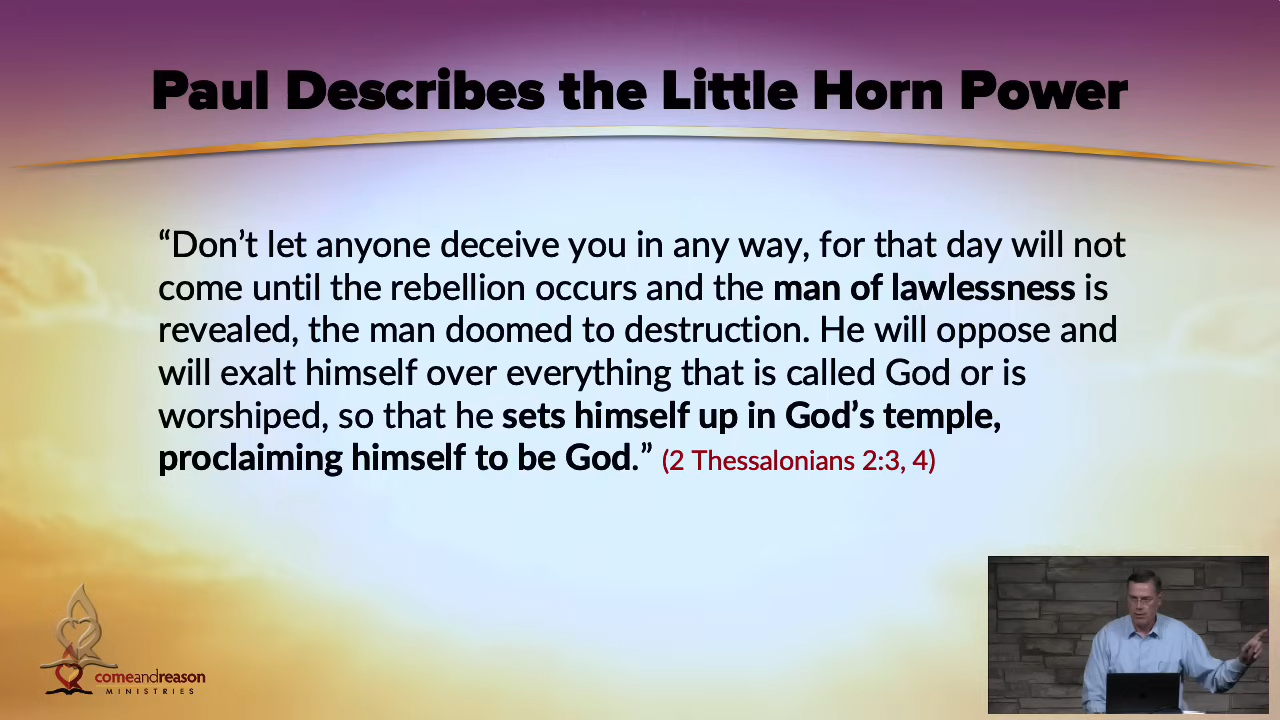 Paul Describes the Little Horn Power
“Don’t let anyone deceive you in any way, for that day will not
come until the rebellion occurs and the man of lawlessness is
revealed, the man doomed to destruction. He will oppose and
will exalt himself over everything that is called God or is
worshiped, so that he sets himself up in God’s temple,
proclaiming himself to be God.” (2 Thessalonians 2:3, 4)
comeandreason
MINISTRIES